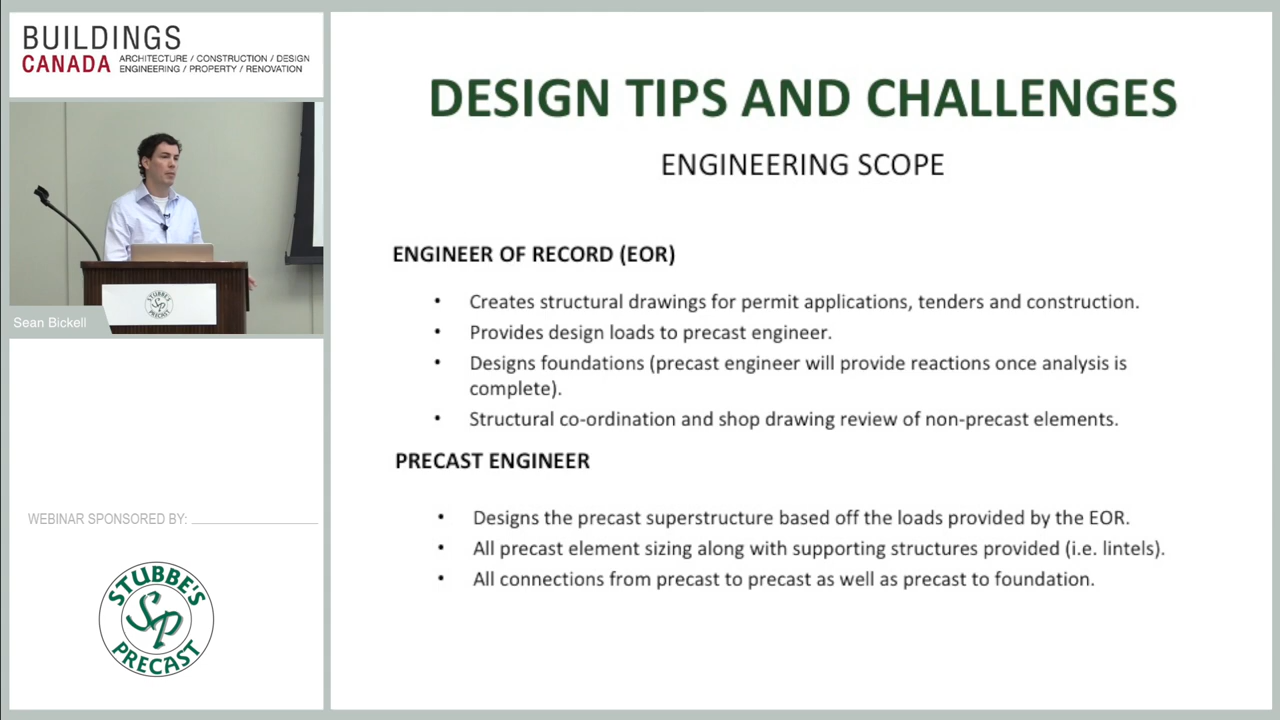 BUILDINGS
CANADA ARCHITECTURE / CONSTRUCTION / DESIGN
ENGINEERING / PROPERTY / RENOVATION
STUBBE'S
SP
Sean Bickell
WEBINAR SPONSORED BY:
STUBBE'S
SP
PRECAST
DESIGN TIPS AND CHALLENGES
ENGINEERING SCOPE
ENGINEER OF RECORD (EOR)
• Creates structural drawings for permit applications, tenders and construction.
• Provides design loads to precast engineer.
• Designs foundations (precast engineer will provide reactions once analysis is
complete).
• Structural co-ordination and shop drawing review of non-precast elements.
PRECAST ENGINEER
• Designs the precast superstructure based off the loads provided by the EOR.
• All precast element sizing along with supporting structures provided (i.e. lintels).
• All connections from precast to precast as well as precast to foundation.